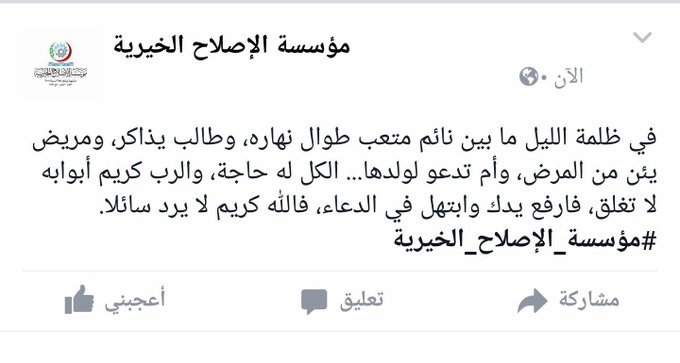 مؤسسة الإصلاح الخيرية
الآن
في ظلمة الليل ما بين نائم متعب طوال نهاره، وطالب يذاكر، ومريض
يئن من المرض، وأم تدعو لولدها... الكل له حاجة، والرب كريم أبوابه
لا تغلق، فارفع يدك وابتهل في الدعاء، فالله كريم لا يرد سائلا.
#مؤسسة_الإصلاح_الخيرية
مشاركة تعليق أعجبني